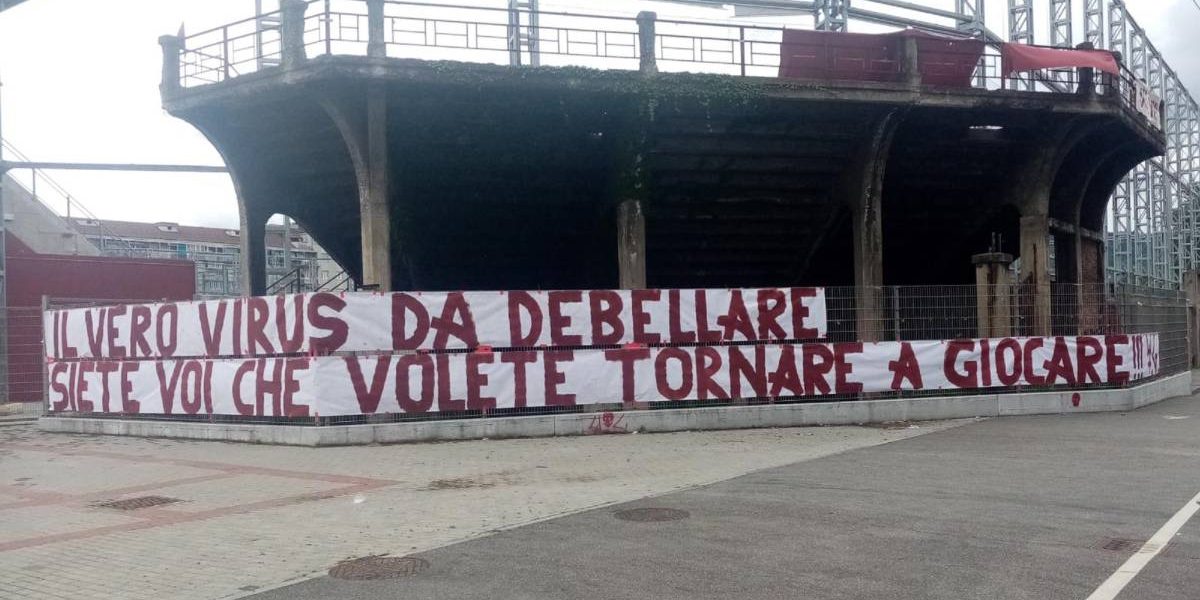 IL VERO VIRUS DA DEBELLARE
SIETE VOI CHE VOLETE TORNARE A GIOCARE!!!